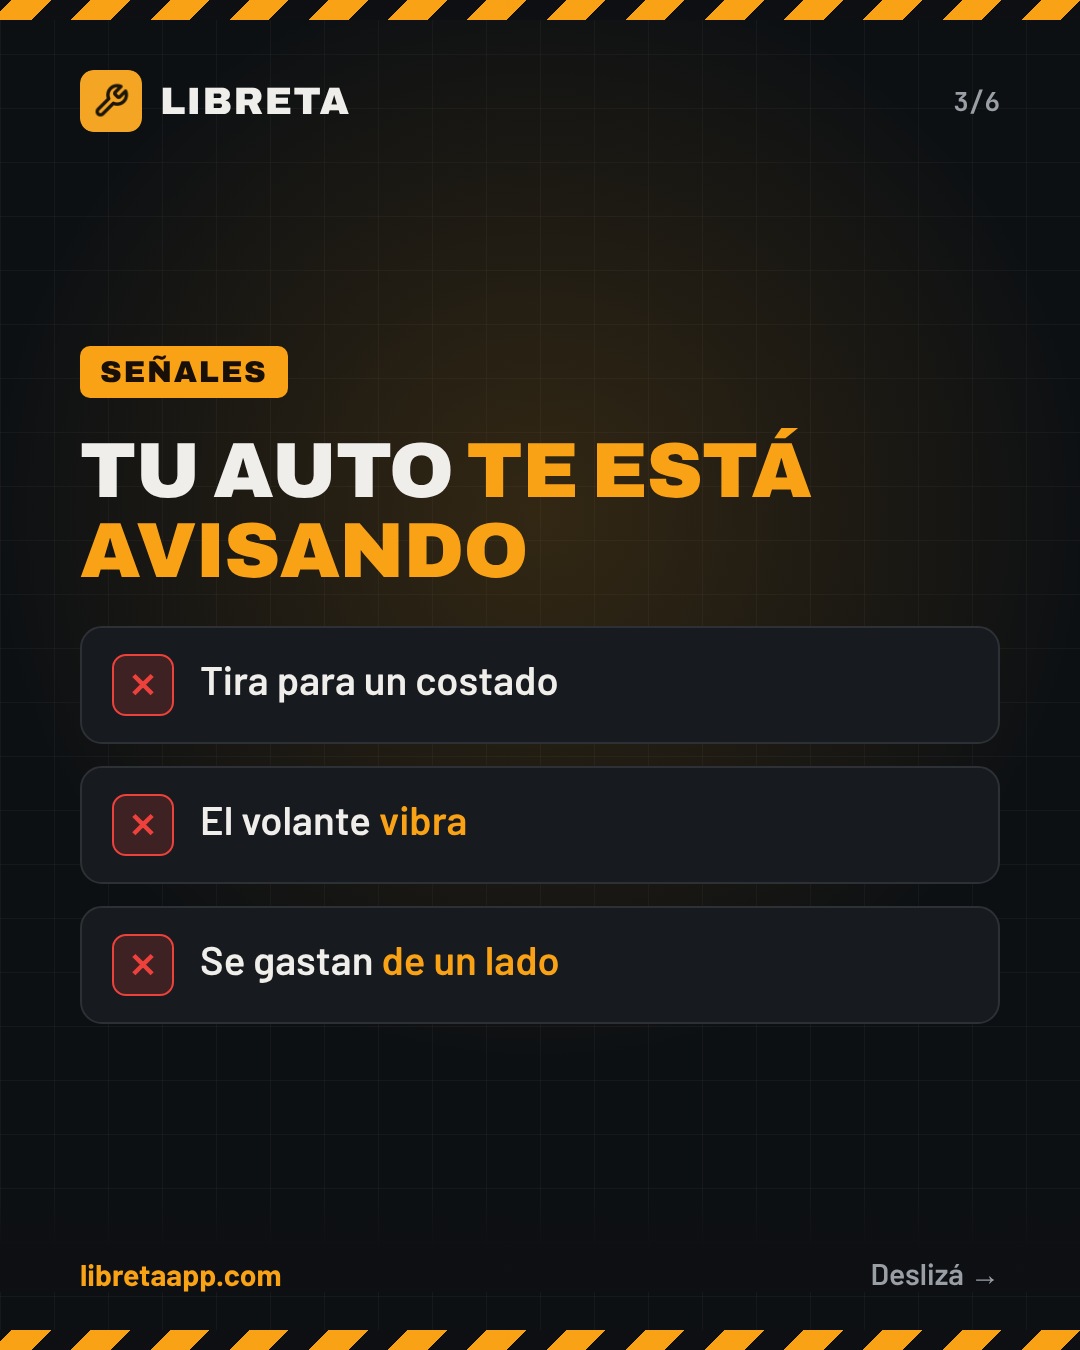 LIBRETA
3/6
SEÑALES
TU AUTO TE ESTÁ
AVISANDO
Tira para un costado
El volante vibra
Se gastan de un lado
libretaapp.com
Deslizá →